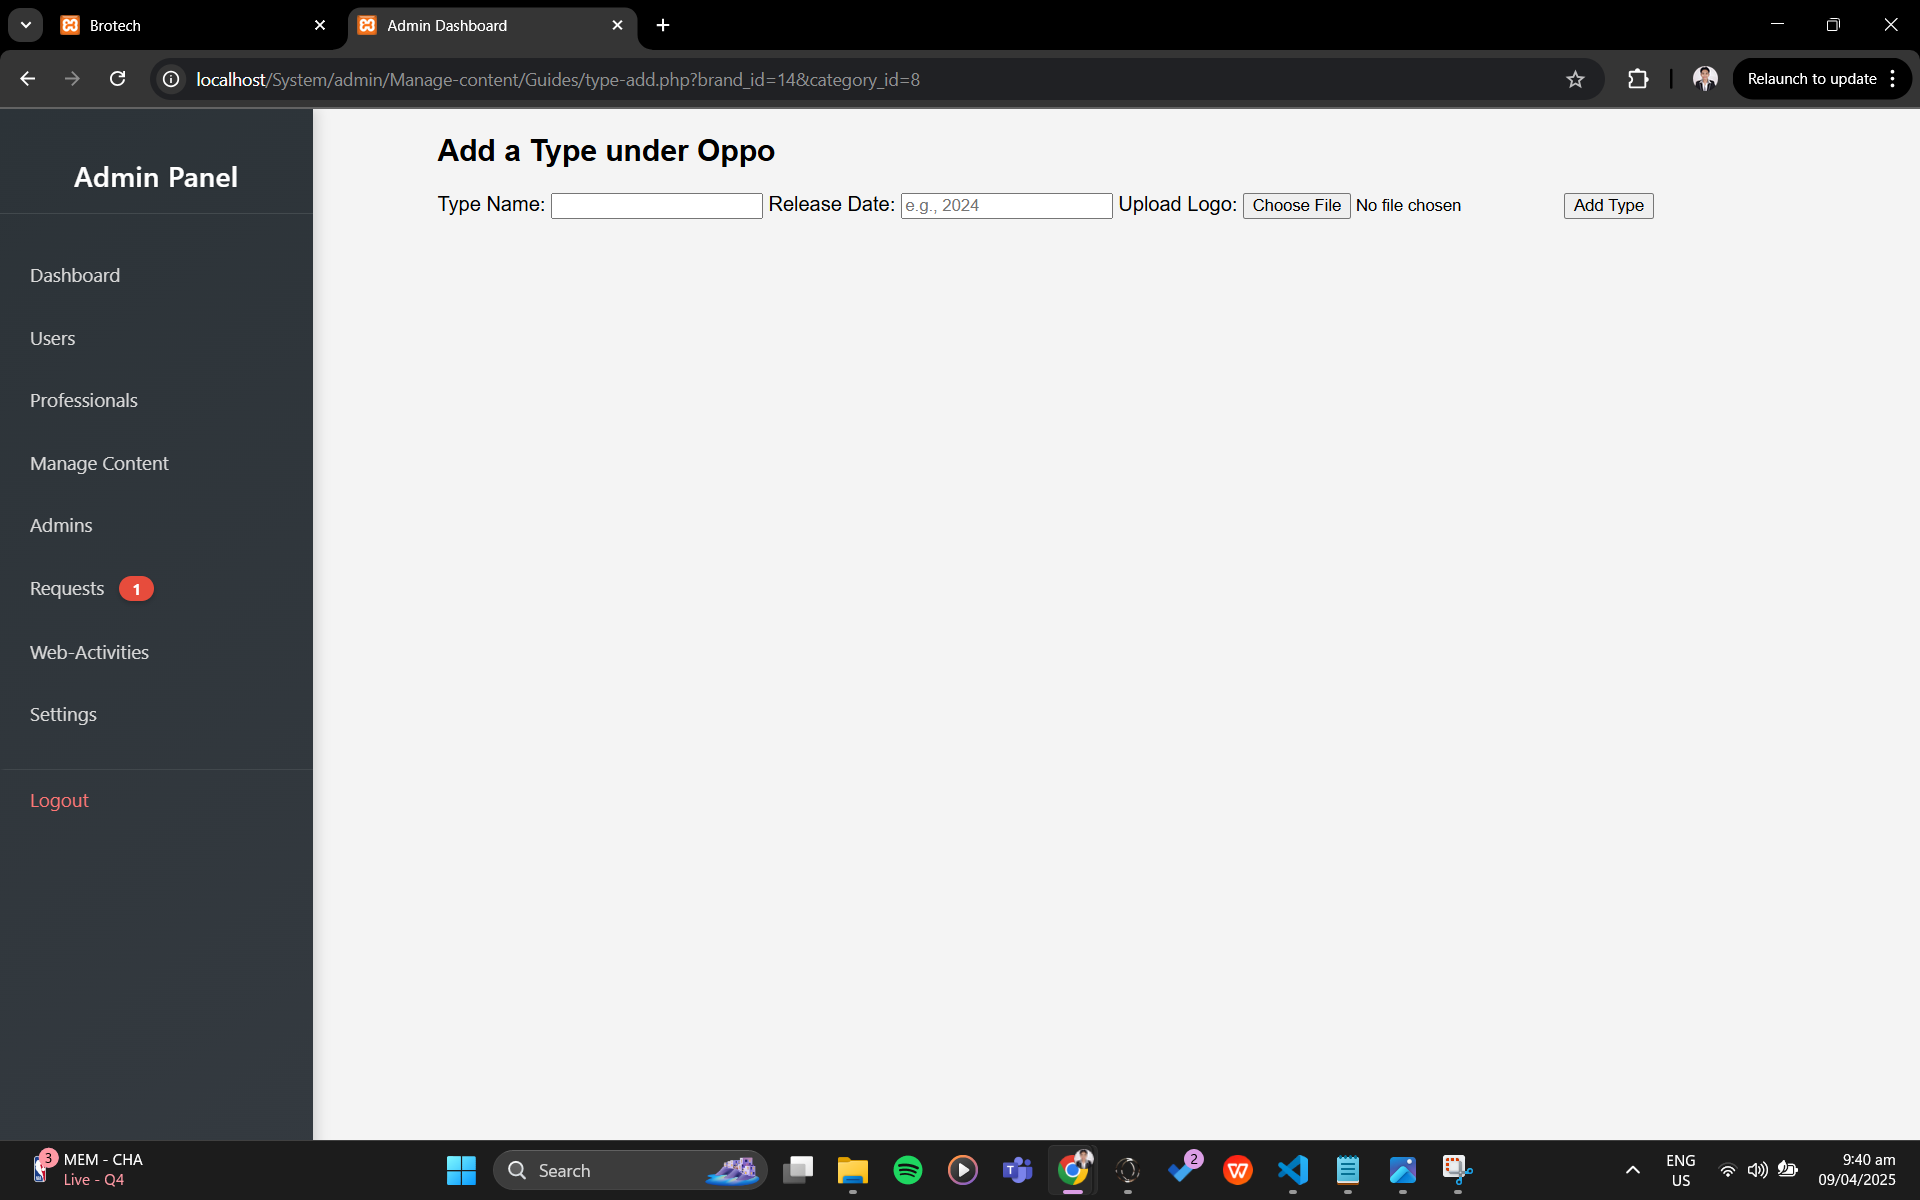 Brotech
Admin Dashboard
localhost/System/admin/Manage-content/Guides/type-add.php?brand_id=14&category_id=8
Relaunch to update
Admin Panel
Dashboard
Users
Professionals
Manage Content
Admins
Requests 1
Web-Activities
Settings
Logout
Add a Type under Oppo
Type Name: Release Date: e.g., 2024 Upload Logo: Choose File No file chosen Add Type
3 MEM - CHA
Live - Q4
Search
2
ENG
US
9:40 am
09/04/2025